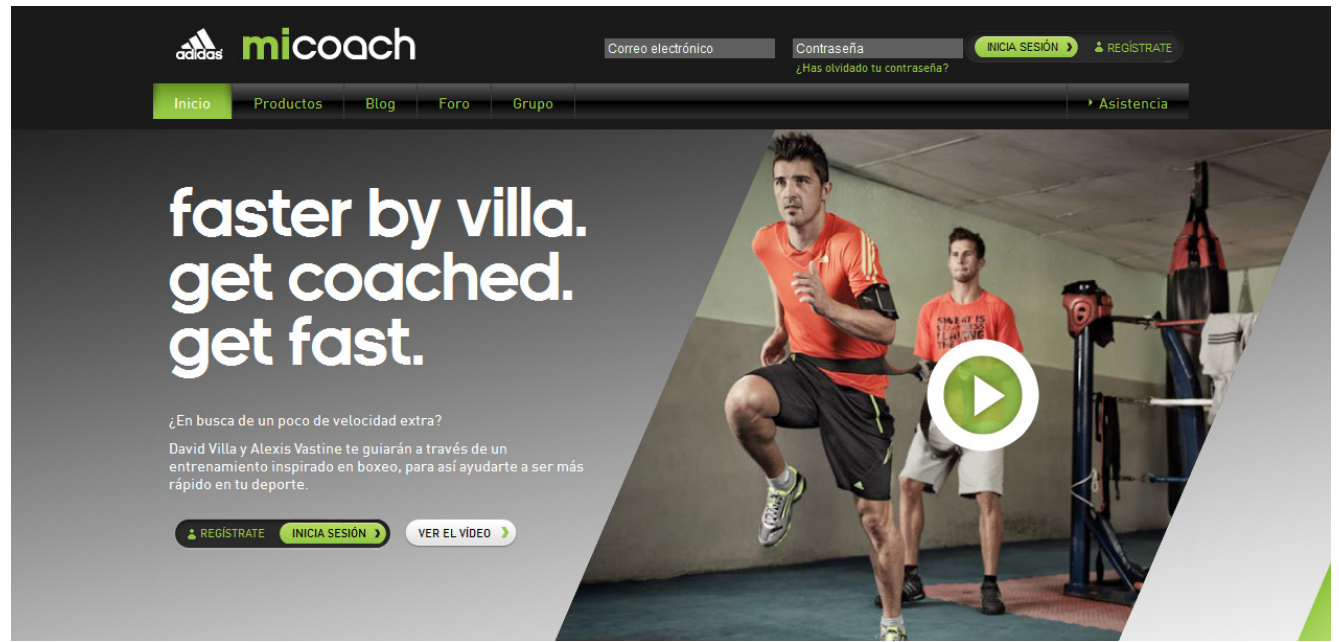 adidas micoach
Correo electrónico
Contraseña
INICIA SESIÓN
REGÍSTRATE
¿Has olvidado tu contraseña?
Inicio
Productos
Blog
Foro
Grupo
Asistencia
faster by villa.
get coached.
get fast.
¿En busca de un poco de velocidad extra?
David Villa y Alexis Vastine te guiarán a través de un
entrenamiento inspirado en boxeo, para así ayudarte a ser más
rápido en tu deporte.
REGÍSTRATE
INICIA SESIÓN
VER EL VÍDEO
SWEAT IS